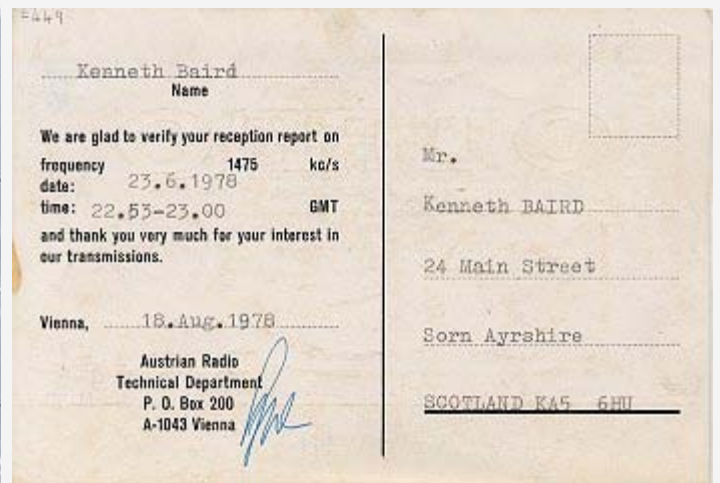 E449
Kenneth Baird
Name
We are glad to verify your reception report on
frequency 1475 kc/s
date: 23.6.1978
time: 22.53-23.00 GMT
and thank you very much for your interest in
our transmissions.
Vienna, 18.Aug.1978
Austrian Radio
Technical Department
P. O. Box 200
A-1043 Vienna
Mr.
Kenneth BAIRD
24 Main Street
Sorn Ayrshire
SCOTLAND KA5 6HU